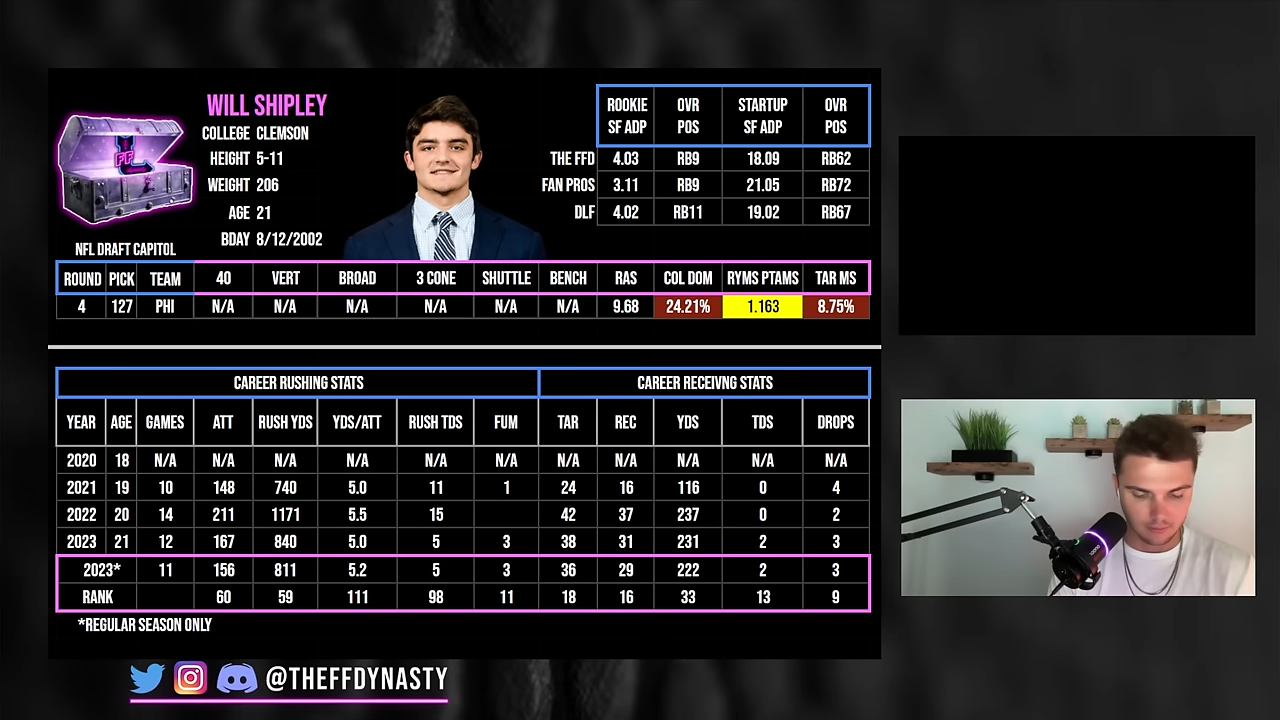 WILL SHIPLEY
COLLEGE CLEMSON
HEIGHT 5-11
WEIGHT 206
AGE 21
BDAY 8/12/2002
FF
NFL DRAFT CAPITOL
ROOKIE SF ADP OVR POS STARTUP SF ADP OVR POS
THE FFD 4.03 RB9 18.09 RB62
FAN PROS 3.11 RB9 21.05 RB72
DLF 4.02 RB11 19.02 RB67
ROUND PICK TEAM 40 VERT BROAD 3 CONE SHUTTLE BENCH RAS COL DOM RYMS PTAMS TAR MS
4 127 PHI N/A N/A N/A N/A N/A N/A 9.68 24.21% 1.163 8.75%
CAREER RUSHING STATS CAREER RECEIVNG STATS
YEAR AGE GAMES ATT RUSH YDS YDS/ATT RUSH TDS FUM TAR REC YDS TDS DROPS
2020 18 N/A N/A N/A N/A N/A N/A N/A N/A N/A N/A N/A
2021 19 10 148 740 5.0 11 1 24 16 116 0 4
2022 20 14 211 1171 5.5 15 42 37 237 0 2
2023 21 12 167 840 5.0 5 3 38 31 231 2 3
2023* 11 156 811 5.2 5 3 36 29 222 2 3
RANK 60 59 111 98 11 18 16 33 13 9
*REGULAR SEASON ONLY
@THEFFDYNASTY